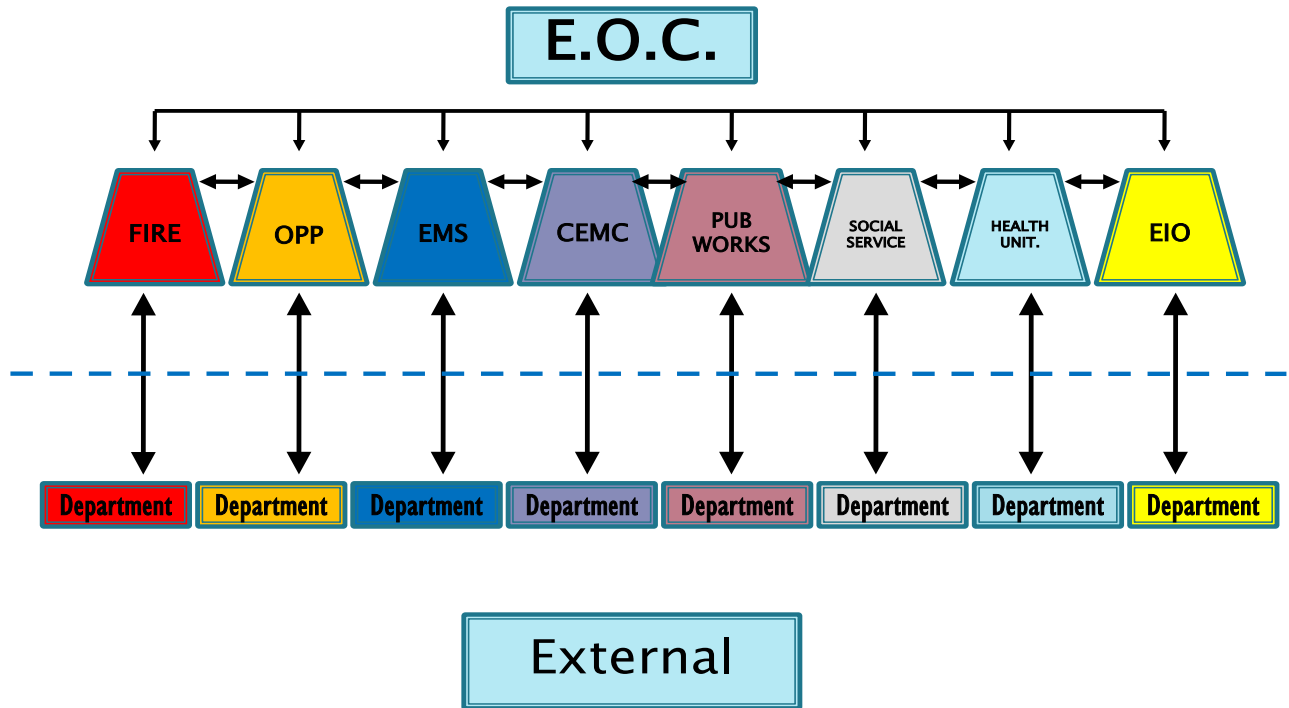 E.O.C.
FIRE
OPP
EMS
CEMC
PUB
WORKS
SOCIAL
SERVICE
HEALTH
UNIT.
EIO
Department
Department
Department
Department
Department
Department
Department
Department
External